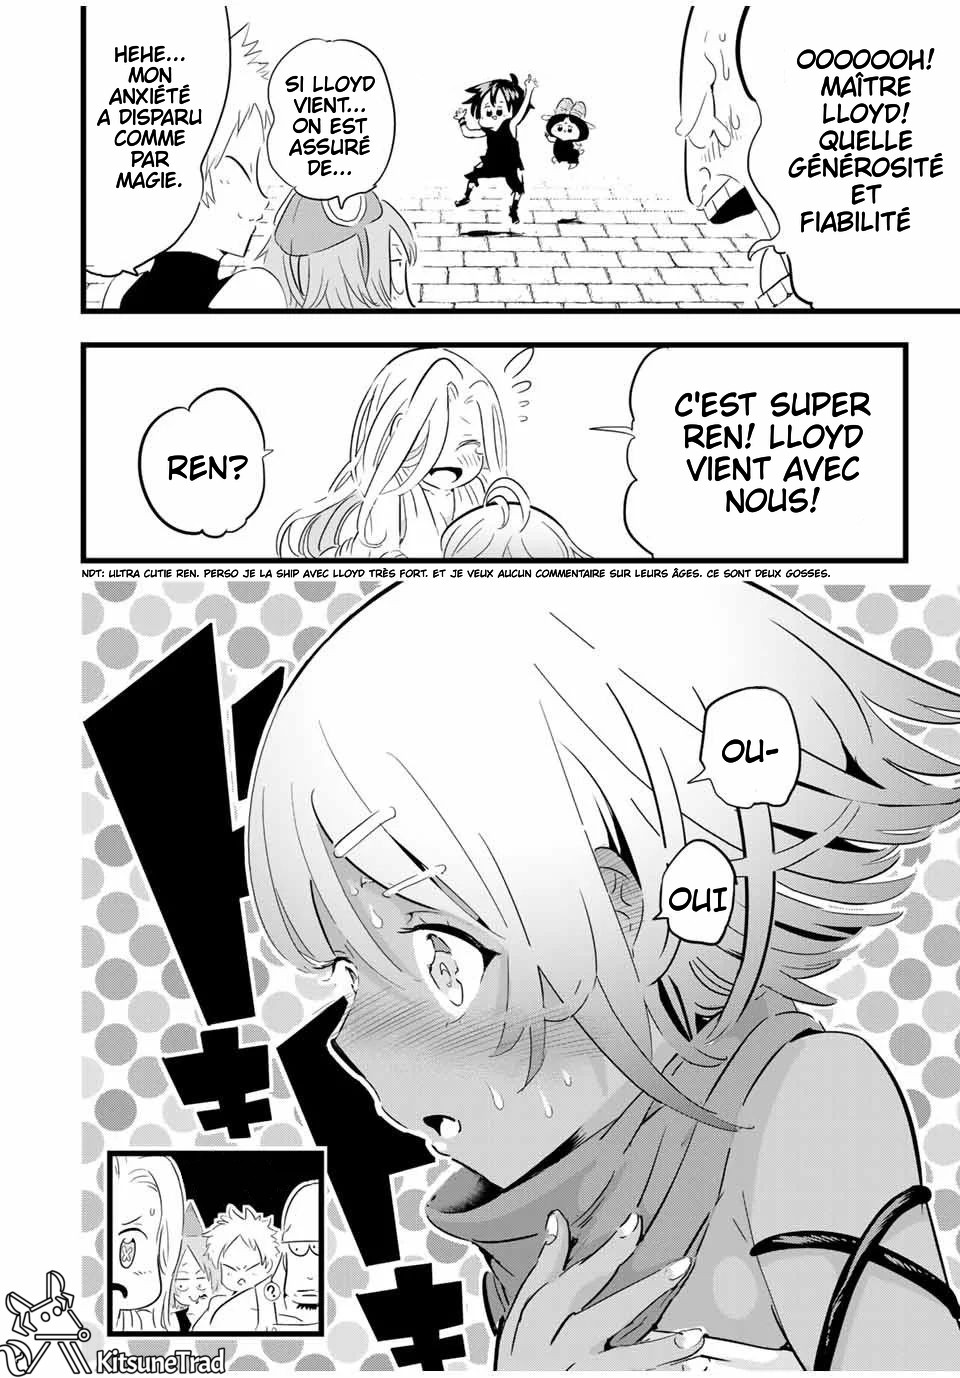 OOOOOOH!
MAÎTRE
LLOYD!
QUELLE
GÉNÉROSITÉ
ET
FIABILITÉ
SI LLOYD
VIENT...
ON EST
ASSURÉ
DE...
HEHE...
MON
ANXIÉTÉ
A DISPARU
COMME
PAR
MAGIE.
C'EST SUPER
REN! LLOYD
VIENT AVEC
NOUS!
REN?
NDT: ULTRA CUTIE REN. PERSO JE LA SHIP AVEC LLOYD TRÈS FORT. ET JE VEUX AUCUN COMMENTAIRE SUR LEURS ÂGES. CE SONT DEUX GOSSES.
OU-
OUI
?
KitsuneTrad